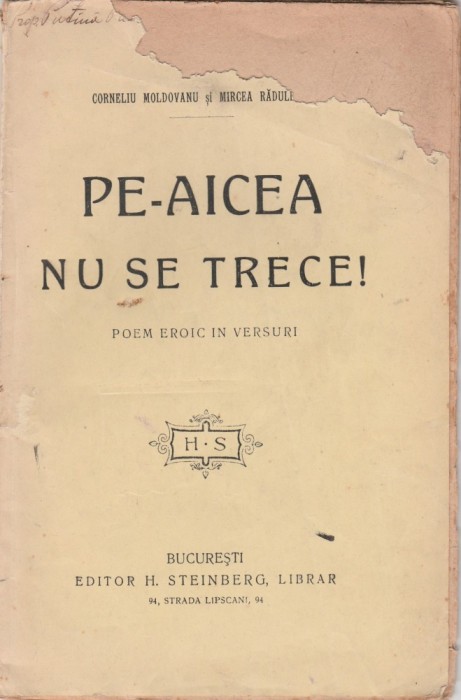 CORNELIU MOLDOVANU și MIRCEA RĂDULE
PE-AICEA
NU SE TRECE!
POEM EROIC IN VERSURI
H·S
BUCUREȘTI
EDITOR H. STEINBERG, LIBRAR
94, STRADA LIPSCANI, 94